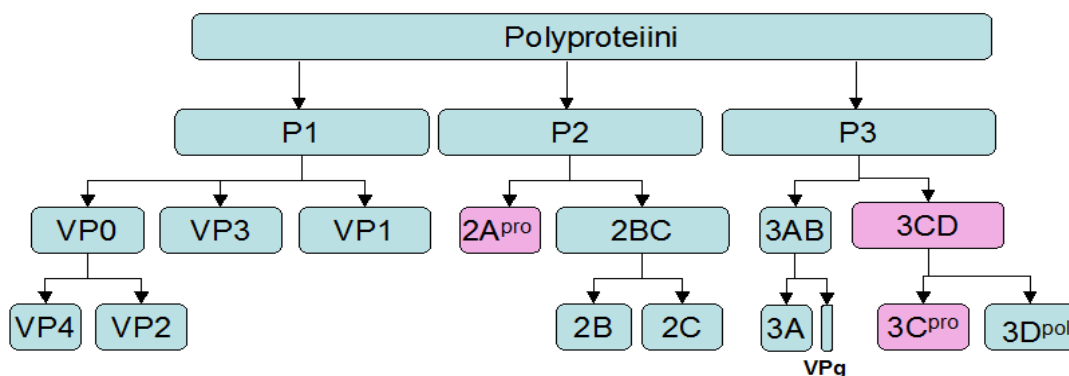 Polyproteiini
P1 P2 P3
VP0 VP3 VP1 2Apro 2BC 3AB 3CD
VP4 VP2 2B 2C 3A 3Cpro 3Dpol
VPg